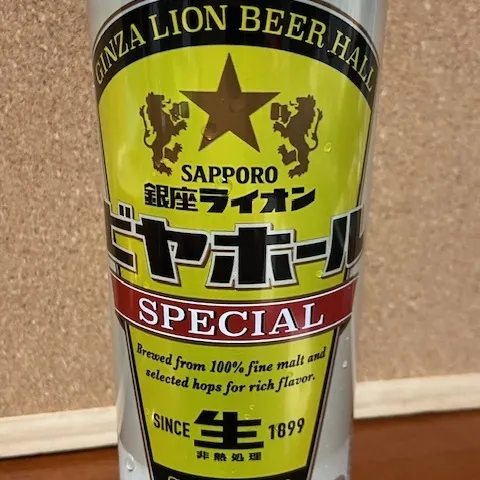 GINZA LION BEER HALL
SAPPORO
銀座ライオン
ビヤホール
SPECIAL
Brewed from 100% fine malt and
selected hops for rich flavor.
SINCE 生 1899
非熱処理